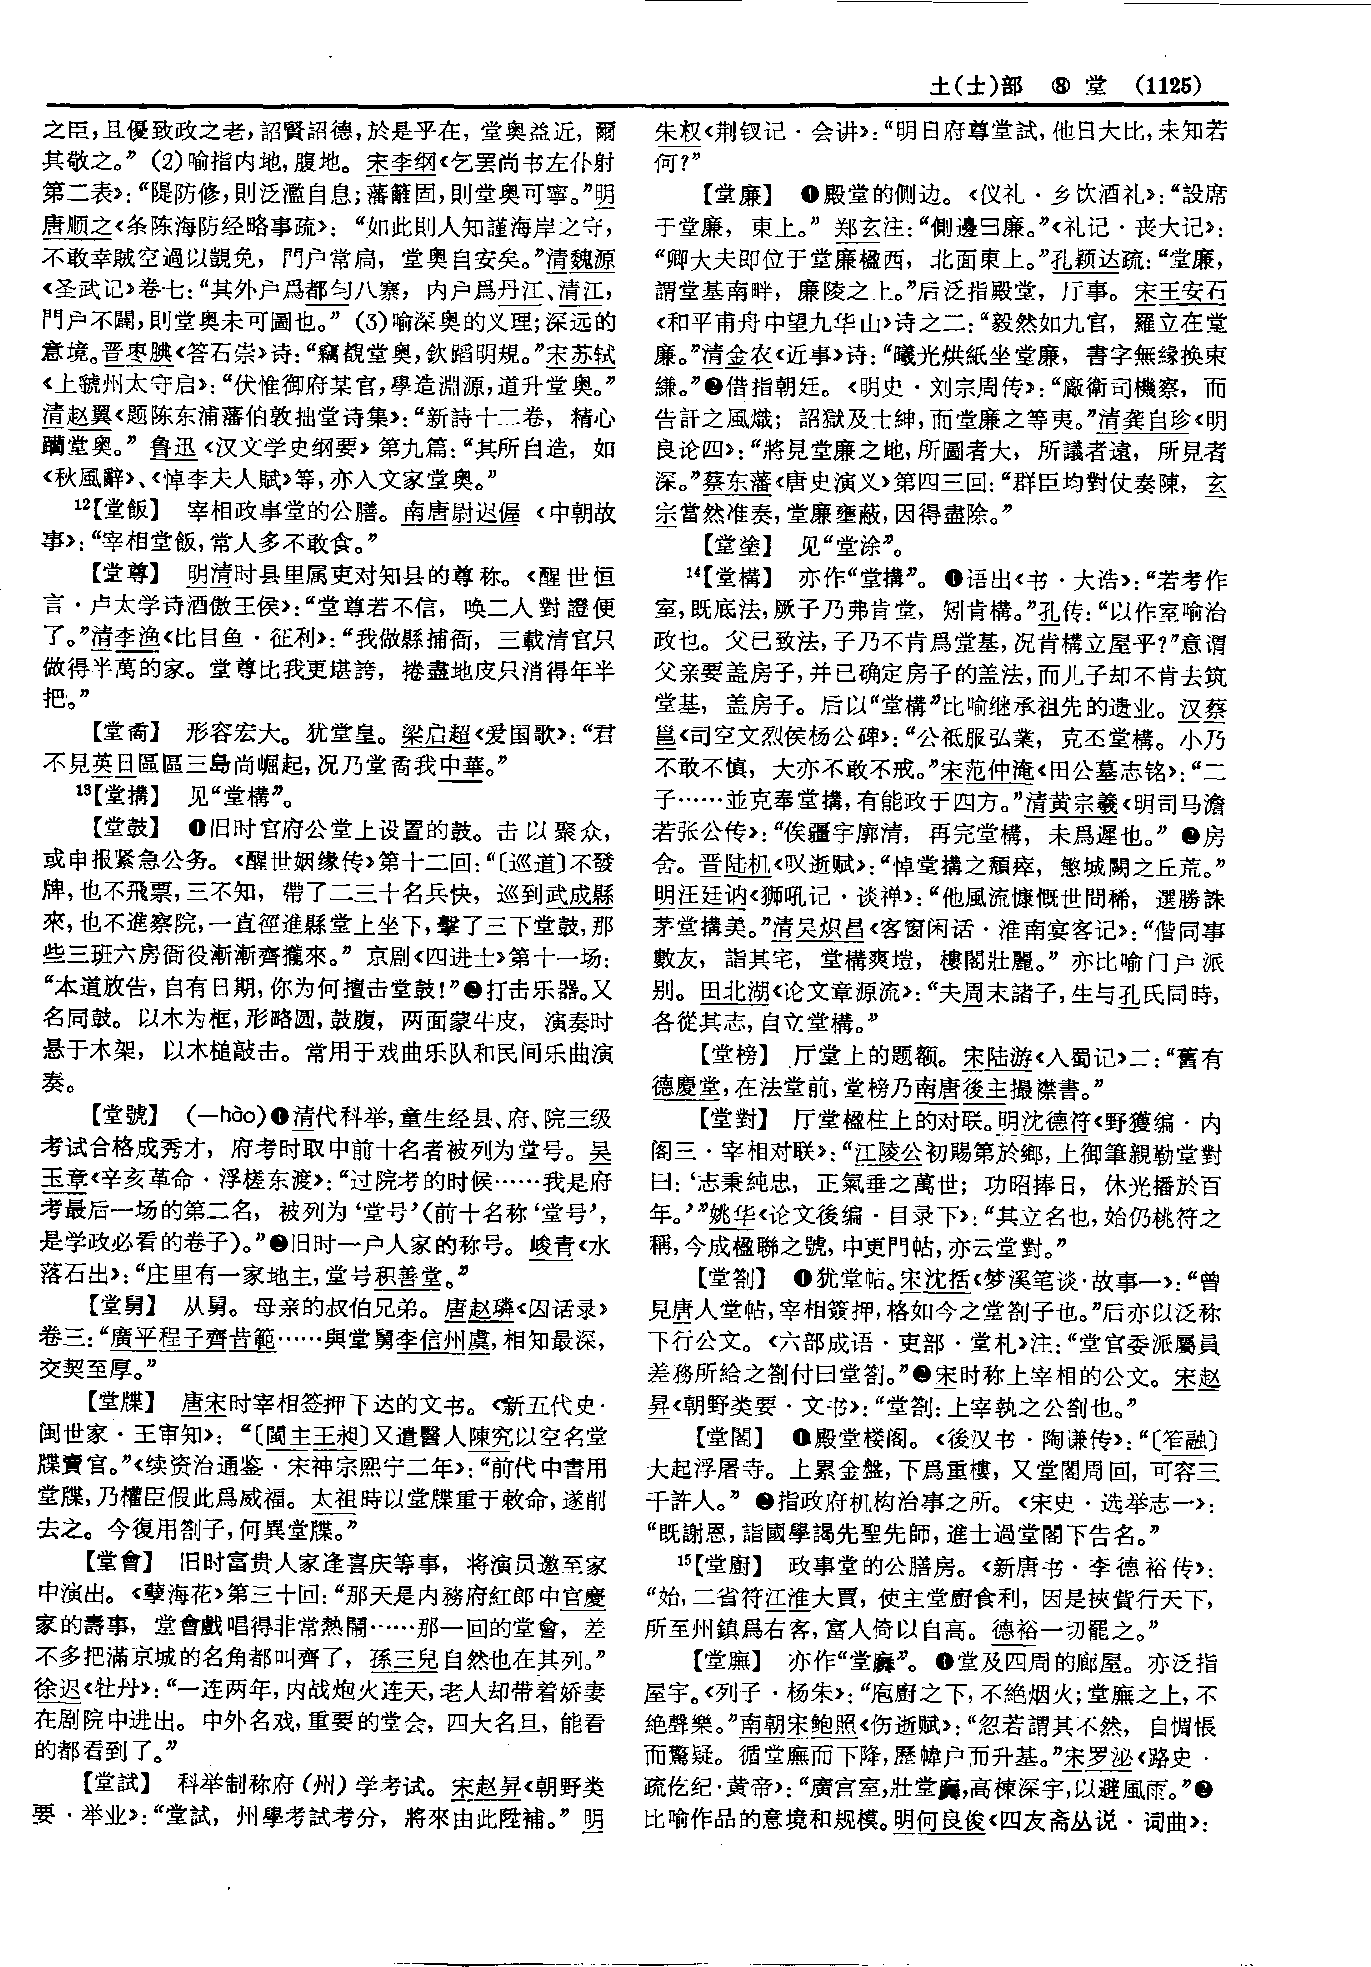 土(士)部 ⑧ 堂 (1125)
之臣，且優致政之老，詔賢詔德，於是乎在，堂奥益近，爾
其敬之。”(2)喻指内地，腹地。宋李纲《乞罢尚书左仆射
第二表》：“隄防修，則泛濫自息；藩籬固，則堂奥可寧。”明
唐顺之《条陈海防经略事疏》：“如此則人知謹海岸之守，
不敢幸賊空過以覬免，門户常扃，堂奥自安矣。”清魏源
《圣武记》卷七：“其外户爲都匀八寨，内户爲丹江、清江，
門户不闢，則堂奥未可圖也。”(3)喻深奥的义理；深远的
意境。晋枣腆《答石崇》诗：“竊覩堂奥，欽蹈明規。”宋苏轼
《上虢州太守启》：“伏惟御府某官，學造淵源，道升堂奥。”
清赵翼《题陈东浦藩伯敦拙堂诗集》：“新詩十二卷，精心
躪堂奥。”鲁迅《汉文学史纲要》第九篇：“其所自造，如
《秋風辭》、《悼李夫人賦》等，亦入文家堂奥。”
¹²【堂飯】 宰相政事堂的公膳。南唐尉迟偓《中朝故
事》：“宰相堂飯，常人多不敢食。”
【堂尊】 明清时县里属吏对知县的尊称。《醒世恒
言·卢太学诗酒傲王侯》：“堂尊若不信，唤二人對證便
了。”清李渔《比目鱼·征利》：“我做縣捕衙，三載清官只
做得半萬的家。堂尊比我更堪誇，捲盡地皮只消得年半
把。”
【堂矞】 形容宏大。犹堂皇。梁启超《爱国歌》：“君
不見英日區區三島尚崛起，况乃堂矞我中華。”
¹³【堂搆】 见“堂構”。
【堂鼓】 ❶旧时官府公堂上设置的鼓。击以聚众，
或申报紧急公务。《醒世姻缘传》第十二回：“〔巡道〕不發
牌，也不飛票，三不知，帶了二三十名兵快，巡到武成縣
來，也不進察院，一直徑進縣堂上坐下，擊了三下堂鼓，那
些三班六房衙役漸漸齊攏來。”京剧《四进士》第十一场：
“本道放告，自有日期，你为何擅击堂鼓！”❷打击乐器。又
名同鼓。以木为框，形略圆，鼓腹，两面蒙牛皮，演奏时
悬于木架，以木槌敲击。常用于戏曲乐队和民间乐曲演
奏。
【堂號】 (—hào)❶清代科举，童生经县、府、院三级
考试合格成秀才，府考时取中前十名者被列为堂号。吴
玉章《辛亥革命·浮槎东渡》：“过院考的时候……我是府
考最后一场的第二名，被列为‘堂号’(前十名称‘堂号’，
是学政必看的卷子)。”❷旧时一户人家的称号。峻青《水
落石出》：“庄里有一家地主，堂号积善堂。”
【堂舅】 从舅。母亲的叔伯兄弟。唐赵璘《因话录》
卷三：“廣平程子齊昔範……與堂舅李信州虞，相知最深，
交契至厚。”
【堂牒】 唐宋时宰相签押下达的文书。《新五代史·
闽世家·王审知》：“〔閩主王昶〕又遣醫人陳究以空名堂
牒賣官。”《续资治通鉴·宋神宗熙宁二年》：“前代中書用
堂牒，乃權臣假此爲威福。太祖時以堂牒重于敕命，遂削
去之。今復用劄子，何異堂牒。”
【堂會】 旧时富贵人家逢喜庆等事，将演员邀至家
中演出。《孽海花》第三十回：“那天是内務府紅郎中官慶
家的壽事，堂會戲唱得非常熱鬧……那一回的堂會，差
不多把滿京城的名角都叫齊了，孫三兒自然也在其列。”
徐迟《牡丹》：“一连两年，内战炮火连天，老人却带着娇妻
在剧院中进出。中外名戏，重要的堂会，四大名旦，能看
的都看到了。”
【堂試】 科举制称府(州)学考试。宋赵昇《朝野类
要·举业》：“堂試，州學考試考分，將來由此陞補。”明
朱权《荆钗记·会讲》：“明日府尊堂試，他日大比，未知若
何？”
【堂廉】 ❶殿堂的侧边。《仪礼·乡饮酒礼》：“設席
于堂廉，東上。”郑玄注：“側邊曰廉。”《礼记·丧大记》：
“卿大夫即位于堂廉楹西，北面東上。”孔颖达疏：“堂廉，
謂堂基南畔，廉陵之上。”后泛指殿堂，厅事。宋王安石
《和平甫舟中望九华山》诗之二：“毅然如九官，羅立在堂
廉。”清金农《近事》诗：“曦光烘紙坐堂廉，書字無缘换束
縑。”❷借指朝廷。《明史·刘宗周传》：“廠衛司機察，而
告訐之風熾；詔獄及士紳，而堂廉之等夷。”清龚自珍《明
良论四》：“將見堂廉之地，所圖者大，所議者遠，所見者
深。”蔡东藩《唐史演义》第四三回：“群臣均對仗奏陳，玄
宗當然准奏，堂廉壅蔽，因得盡除。”
【堂塗】 见“堂涂”。
¹⁴【堂構】 亦作“堂搆”。❶语出《书·大诰》：“若考作
室，既底法，厥子乃弗肯堂，矧肯構。”孔传：“以作室喻治
政也。父已致法，子乃不肯爲堂基，况肯構立屋乎？”意谓
父亲要盖房子，并已确定房子的盖法，而儿子却不肯去筑
堂基，盖房子。后以“堂構”比喻继承祖先的遗业。汉蔡
邕《司空文烈侯杨公碑》：“公祗服弘業，克丕堂構。小乃
不敢不慎，大亦不敢不戒。”宋范仲淹《田公墓志铭》：“二
子……並克奉堂搆，有能政于四方。”清黄宗羲《明司马澹
若张公传》：“俟疆宇廓清，再完堂構，未爲遲也。”❷房
舍。晋陆机《叹逝赋》：“悼堂構之頹瘁，慜城闕之丘荒。”
明汪廷讷《狮吼记·谈禅》：“他風流慷慨世間稀，選勝誅
茅堂搆美。”清吴炽昌《客窗闲话·淮南宴客记》：“偕同事
數友，詣其宅，堂構爽塏，樓閣壯麗。”亦比喻门户派
别。田北湖《论文章源流》：“夫周末諸子，生与孔氏同時，
各從其志，自立堂構。”
【堂榜】 厅堂上的题额。宋陆游《入蜀记》二：“舊有
德慶堂，在法堂前，堂榜乃南唐後主撮襟書。”
【堂對】 厅堂楹柱上的对联。明沈德符《野獲编·内
阁三·宰相对联》：“江陵公初賜第於鄉，上御筆親勒堂對
曰：‘志秉純忠，正氣垂之萬世；功昭捧日，休光播於百
年。’”姚华《论文後编·目录下》：“其立名也，始仍桃符之
稱，今成楹聯之號，中更門帖，亦云堂對。”
【堂劄】 ❶犹堂帖。宋沈括《梦溪笔谈·故事一》：“曾
見唐人堂帖，宰相簽押，格如今之堂劄子也。”后亦以泛称
下行公文。《六部成语·吏部·堂札》注：“堂官委派屬員
差務所給之劄付曰堂劄。”❷宋时称上宰相的公文。宋赵
昇《朝野类要·文书》：“堂劄：上宰執之公劄也。”
【堂閣】 ❶殿堂楼阁。《後汉书·陶谦传》：“〔笮融〕
大起浮屠寺。上累金盤，下爲重樓，又堂閣周回，可容三
千許人。”❷指政府机构治事之所。《宋史·选举志一》：
“既謝恩，詣國學謁先聖先師，進士過堂閣下告名。”
¹⁵【堂廚】 政事堂的公膳房。《新唐书·李德裕传》：
“始，二省符江淮大賈，使主堂廚食利，因是挾貲行天下，
所至州鎮爲右客，富人倚以自高。德裕一切罷之。”
【堂廡】 亦作“堂庑”。❶堂及四周的廊屋。亦泛指
屋宇。《列子·杨朱》：“庖廚之下，不絶烟火；堂廡之上，不
絶聲樂。”南朝宋鲍照《伤逝赋》：“忽若謂其不然，自惆悵
而驚疑。循堂廡而下降，歷幃户而升基。”宋罗泌《路史·
疏仡纪·黄帝》：“廣宫室，壯堂廡，高棟深宇，以避風雨。”❷
比喻作品的意境和规模。明何良俊《四友斋丛说·词曲》：